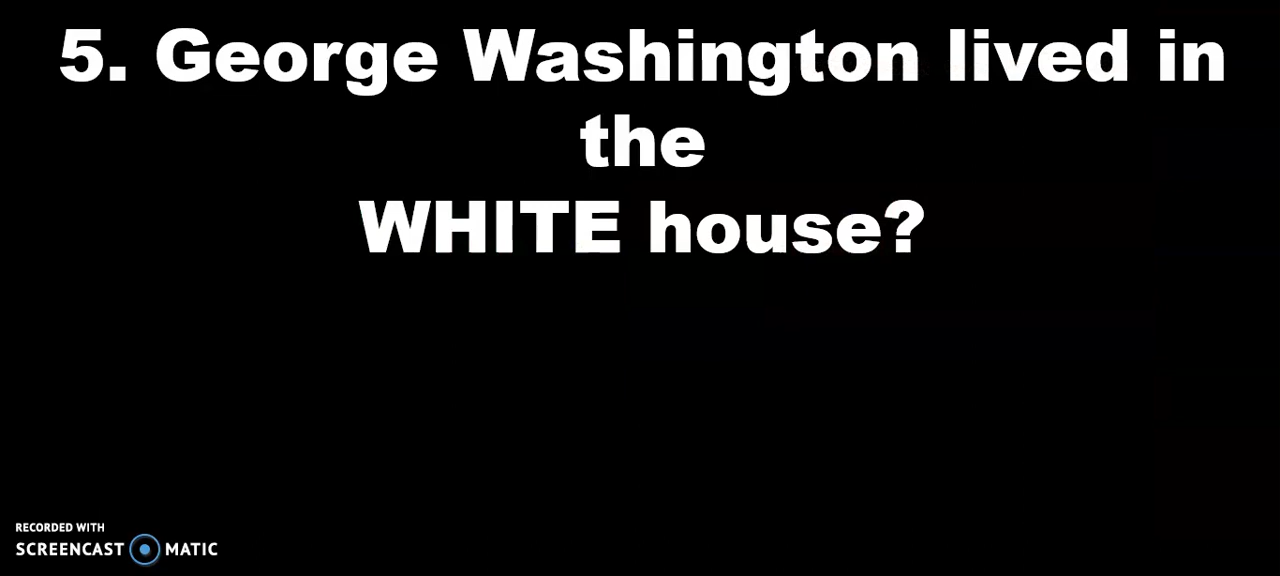 5. George Washington lived in
the
WHITE house?
RECORDED WITH
SCREENCAST MATIC